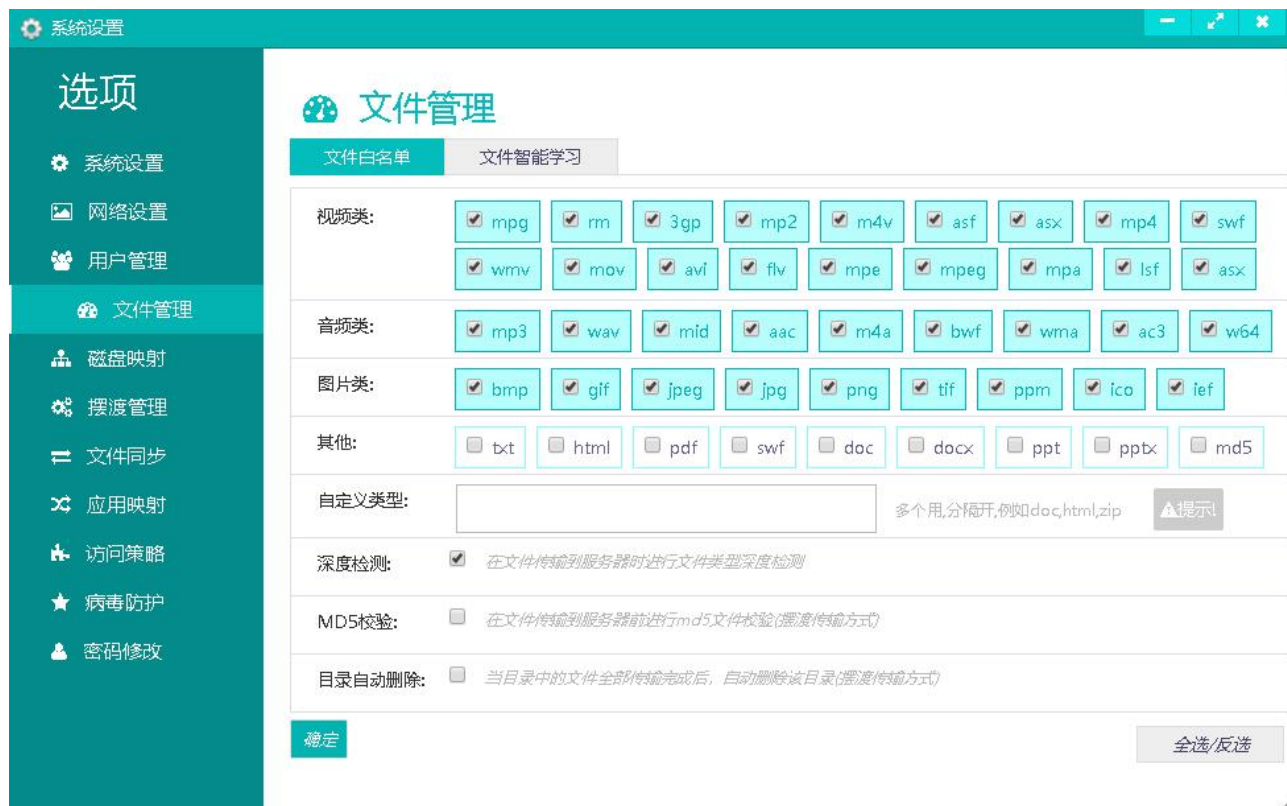 系统设置
选项
系统设置
网络设置
用户管理
文件管理
磁盘映射
摆渡管理
文件同步
应用映射
访问策略
病毒防护
密码修改
文件管理
文件白名单 文件智能学习
视频类: mpg rm 3gp mp2 m4v asf asx mp4 swf
wmv mov avi flv mpe mpeg mpa lsf asx
音频类: mp3 wav mid aac m4a bwf wma ac3 w64
图片类: bmp gif jpeg jpg png tif ppm ico ief
其他: txt html pdf swf doc docx ppt pptx md5
自定义类型: 多个用,分隔开,例如doc,html,zip 提示!
深度检测: 在文件传输到服务器时进行文件类型深度检测
MD5校验: 在文件传输到服务器前进行md5文件校验(摆渡传输方式)
目录自动删除: 当目录中的文件全部传输完成后，自动删除该目录(摆渡传输方式)
确定 全选/反选